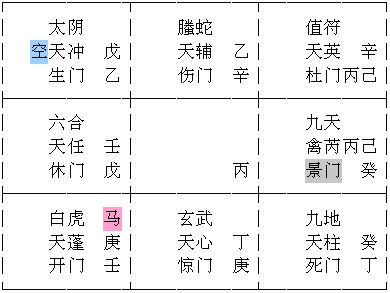 太阴 螣蛇 值符
空天冲 戊 天辅 乙 天英 辛
生门 乙 伤门 辛 杜门丙己
六合 九天
天任 壬 禽芮丙己
休门 戊 丙 景门 癸
白虎 马 玄武 九地
天蓬 庚 天心 丁 天柱 癸
开门 壬 惊门 庚 死门 丁